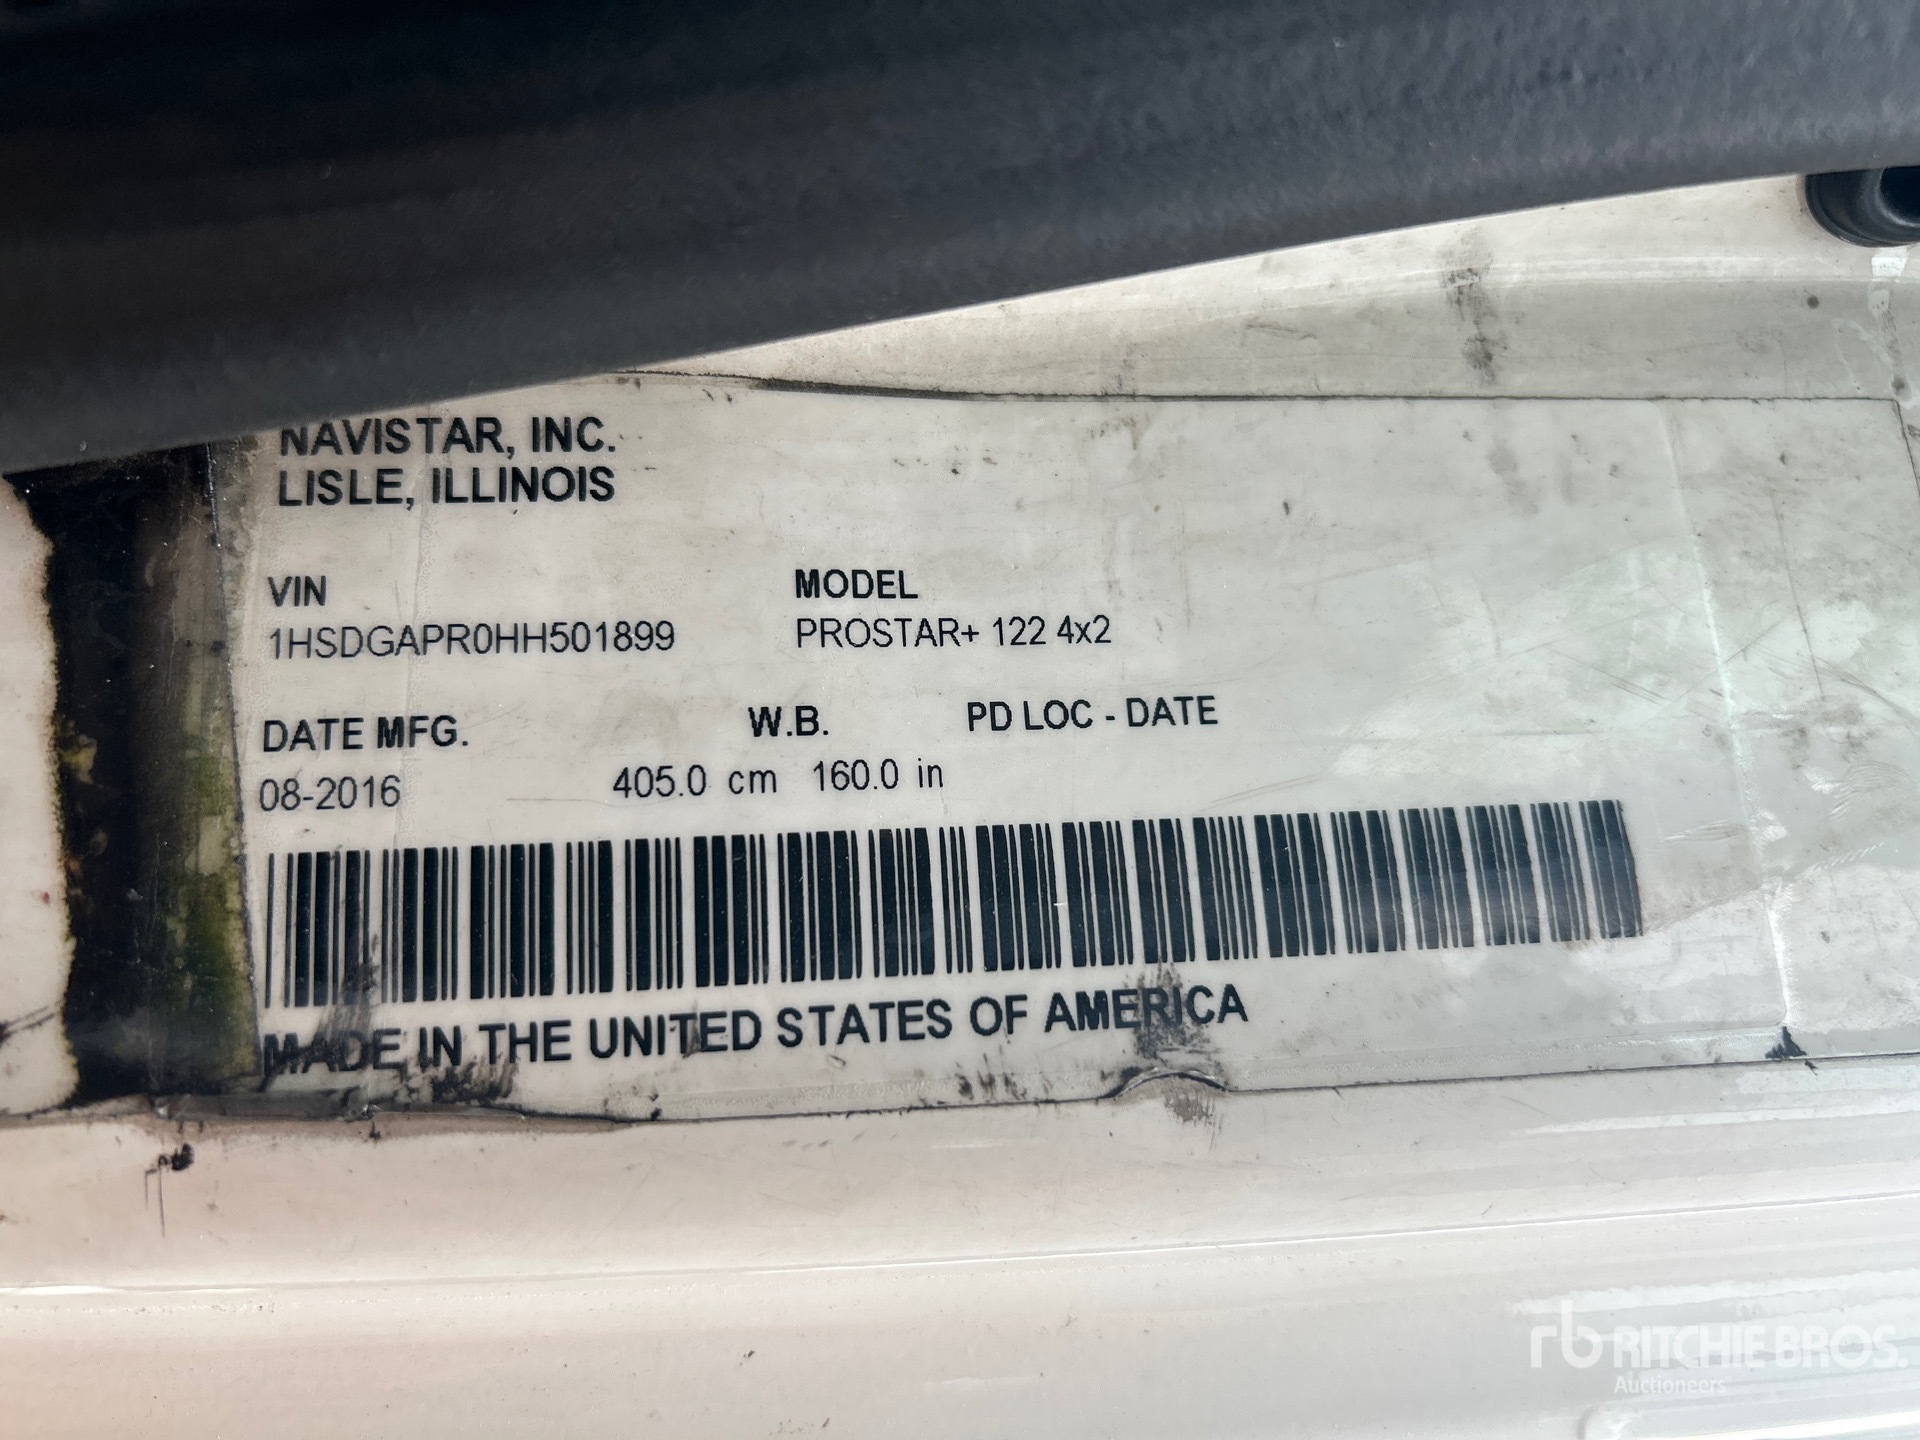 NAVISTAR, INC.
LISLE, ILLINOIS
VIN
MODEL
1HSDGAPR0HH501899
PROSTAR+ 122 4x2
DATE MFG.
W.B.
PD LOC - DATE
08-2016
405.0 cm 160.0 in
MADE IN THE UNITED STATES OF AMERICA
rb RITCHIE BROS.
Auctioneers